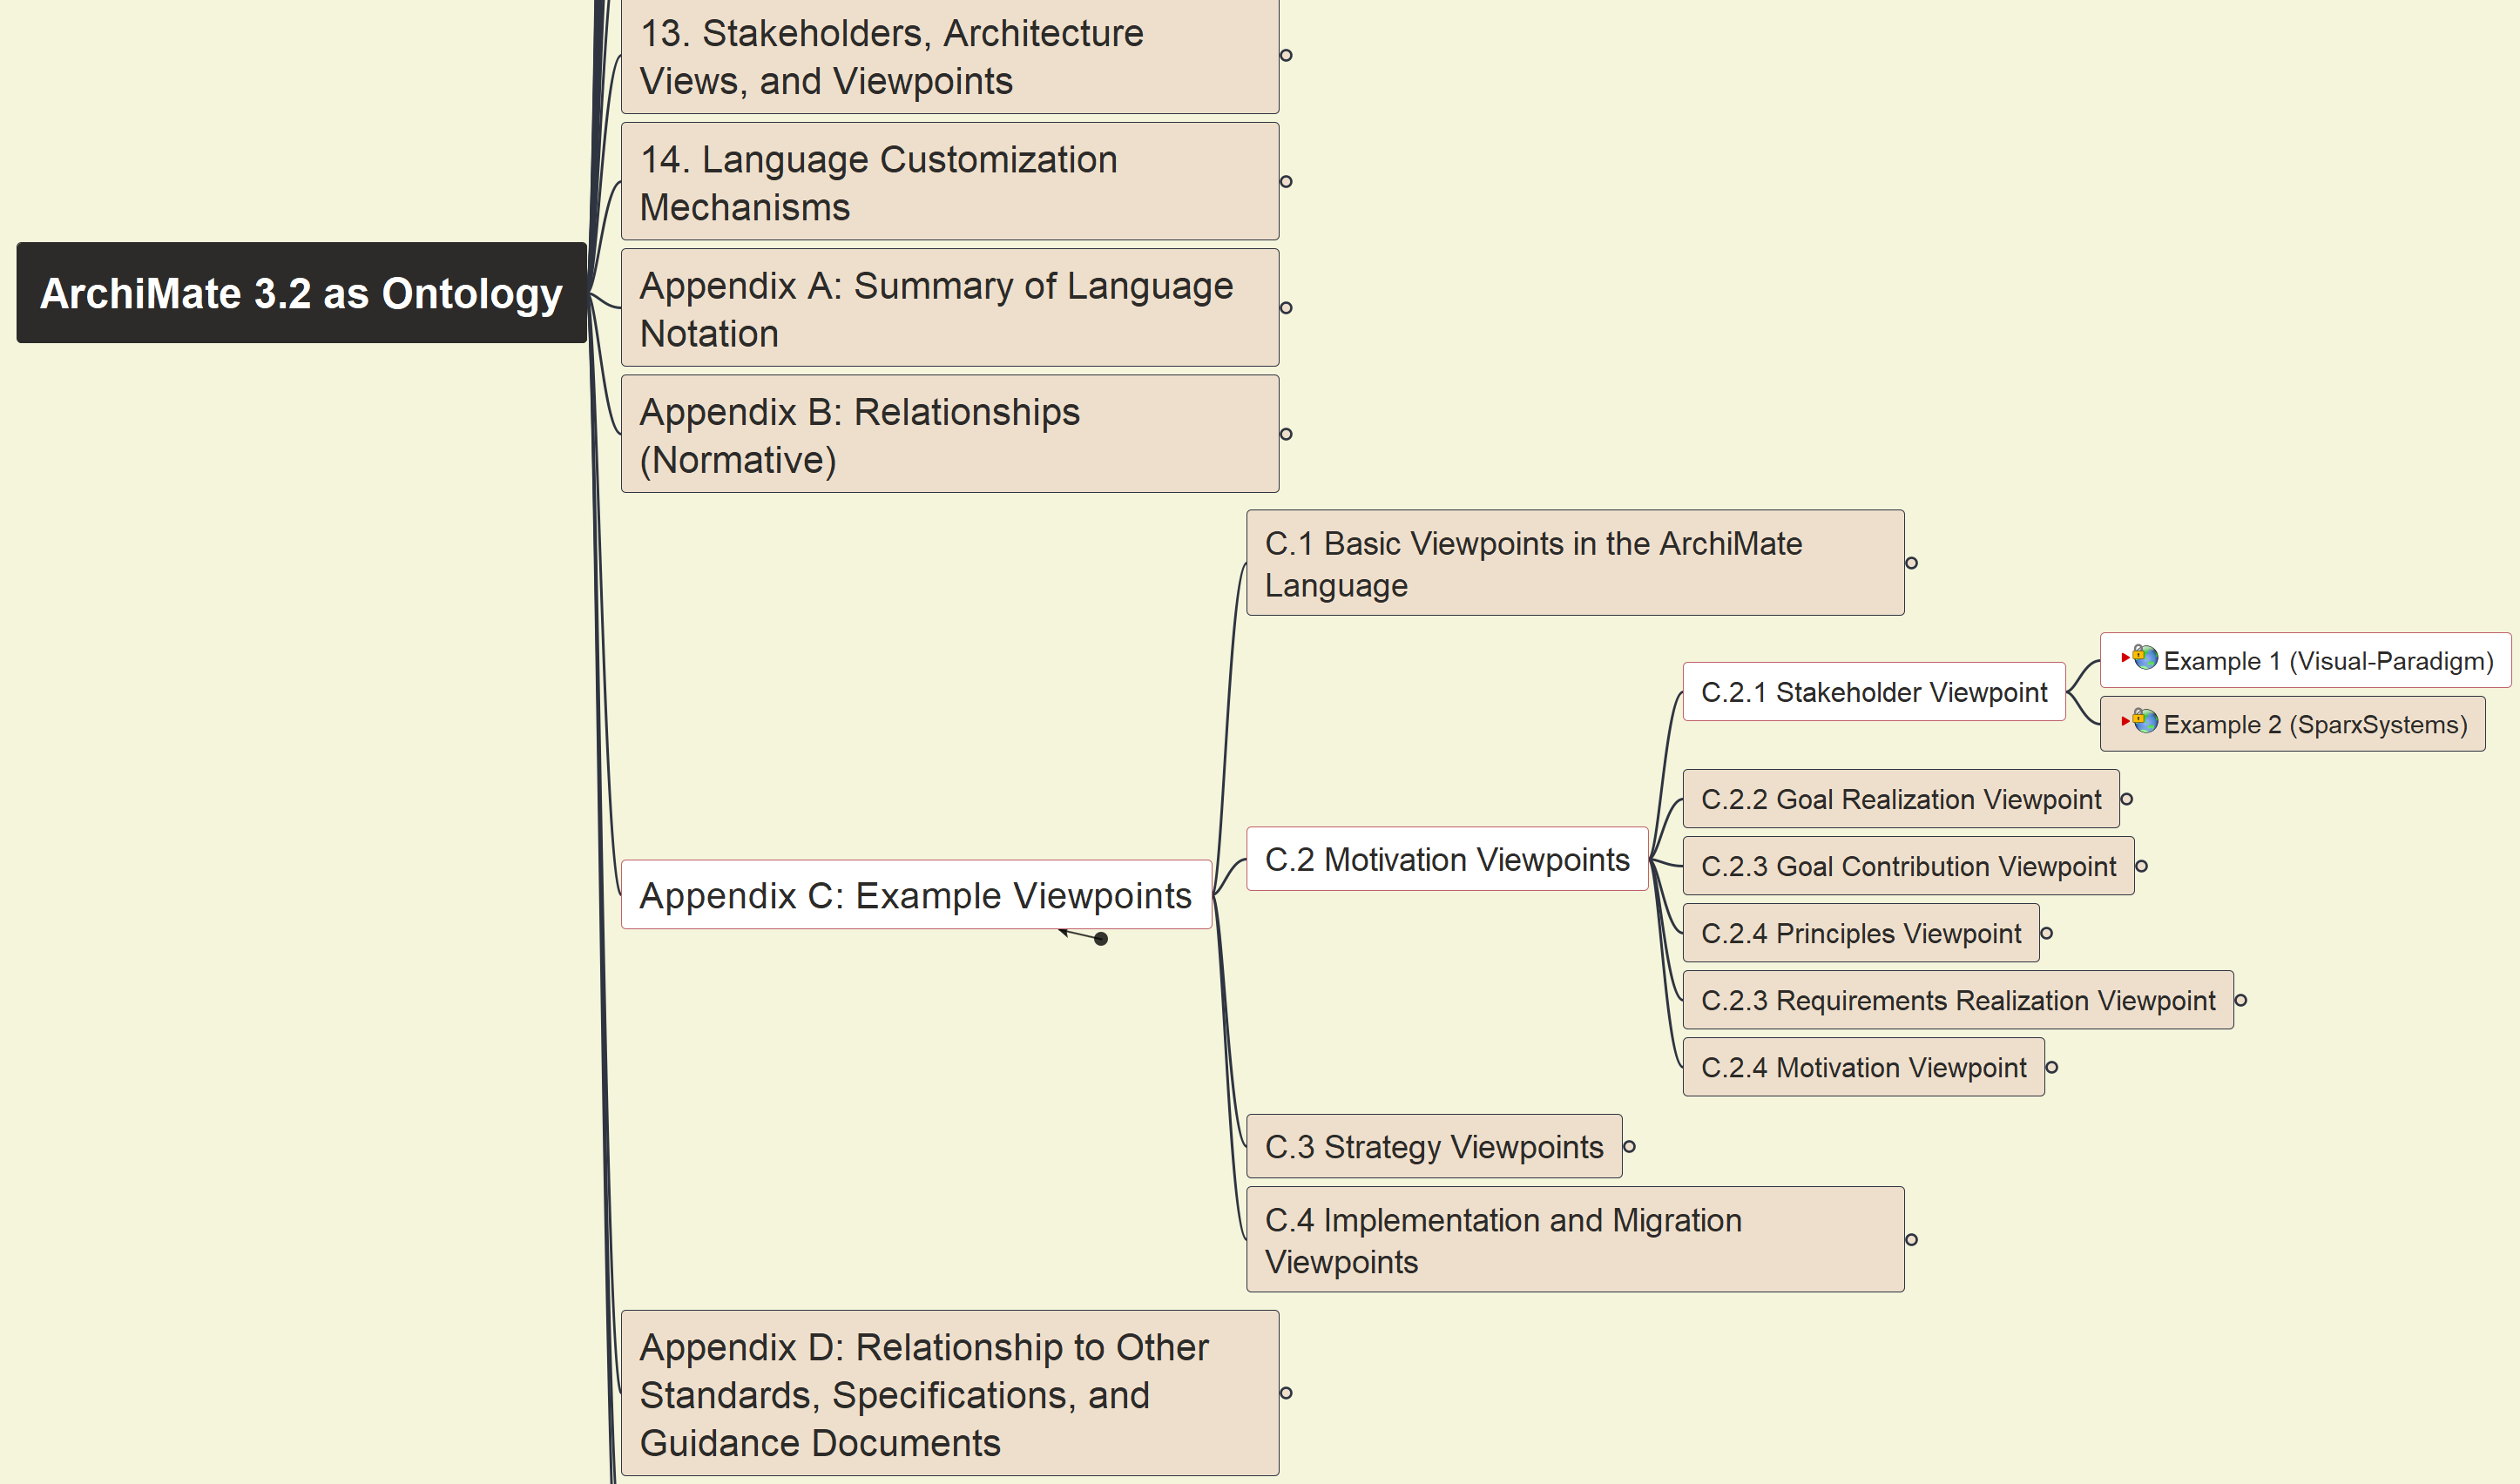 13. Stakeholders, Architecture
Views, and Viewpoints
14. Language Customization
Mechanisms
ArchiMate 3.2 as Ontology
Appendix A: Summary of Language
Notation
Appendix B: Relationships
(Normative)
C.1 Basic Viewpoints in the ArchiMate
Language
Example 1 (Visual-Paradigm)
C.2.1 Stakeholder Viewpoint
Example 2 (SparxSystems)
C.2.2 Goal Realization Viewpoint
C.2 Motivation Viewpoints
C.2.3 Goal Contribution Viewpoint
Appendix C: Example Viewpoints
C.2.4 Principles Viewpoint
C.2.3 Requirements Realization Viewpoint
C.2.4 Motivation Viewpoint
C.3 Strategy Viewpoints
C.4 Implementation and Migration
Viewpoints
Appendix D: Relationship to Other
Standards, Specifications, and
Guidance Documents